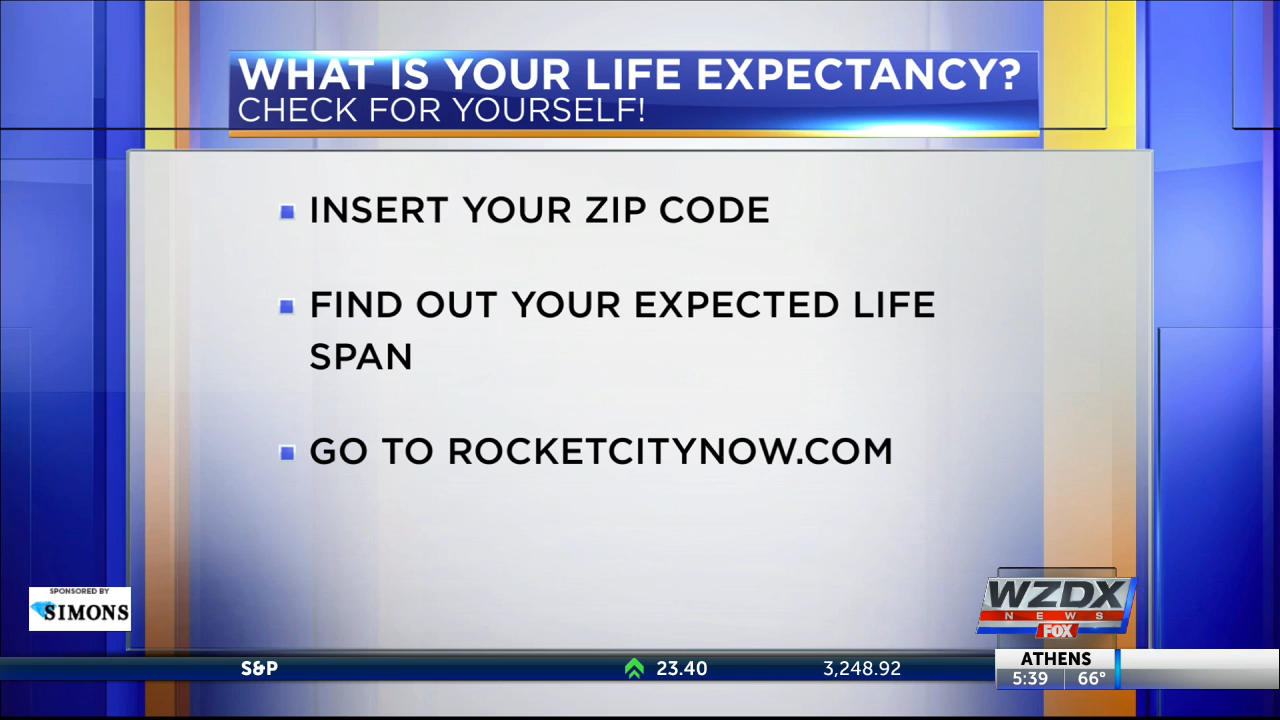 WHAT IS YOUR LIFE EXPECTANCY?
CHECK FOR YOURSELF!
INSERT YOUR ZIP CODE
FIND OUT YOUR EXPECTED LIFE
SPAN
GO TO ROCKETCITYNOW.COM
SPONSORED BY
SIMONS
WZDX
NEWS
FOX
S&P 23.40 3,248.92
ATHENS
5:39 66°